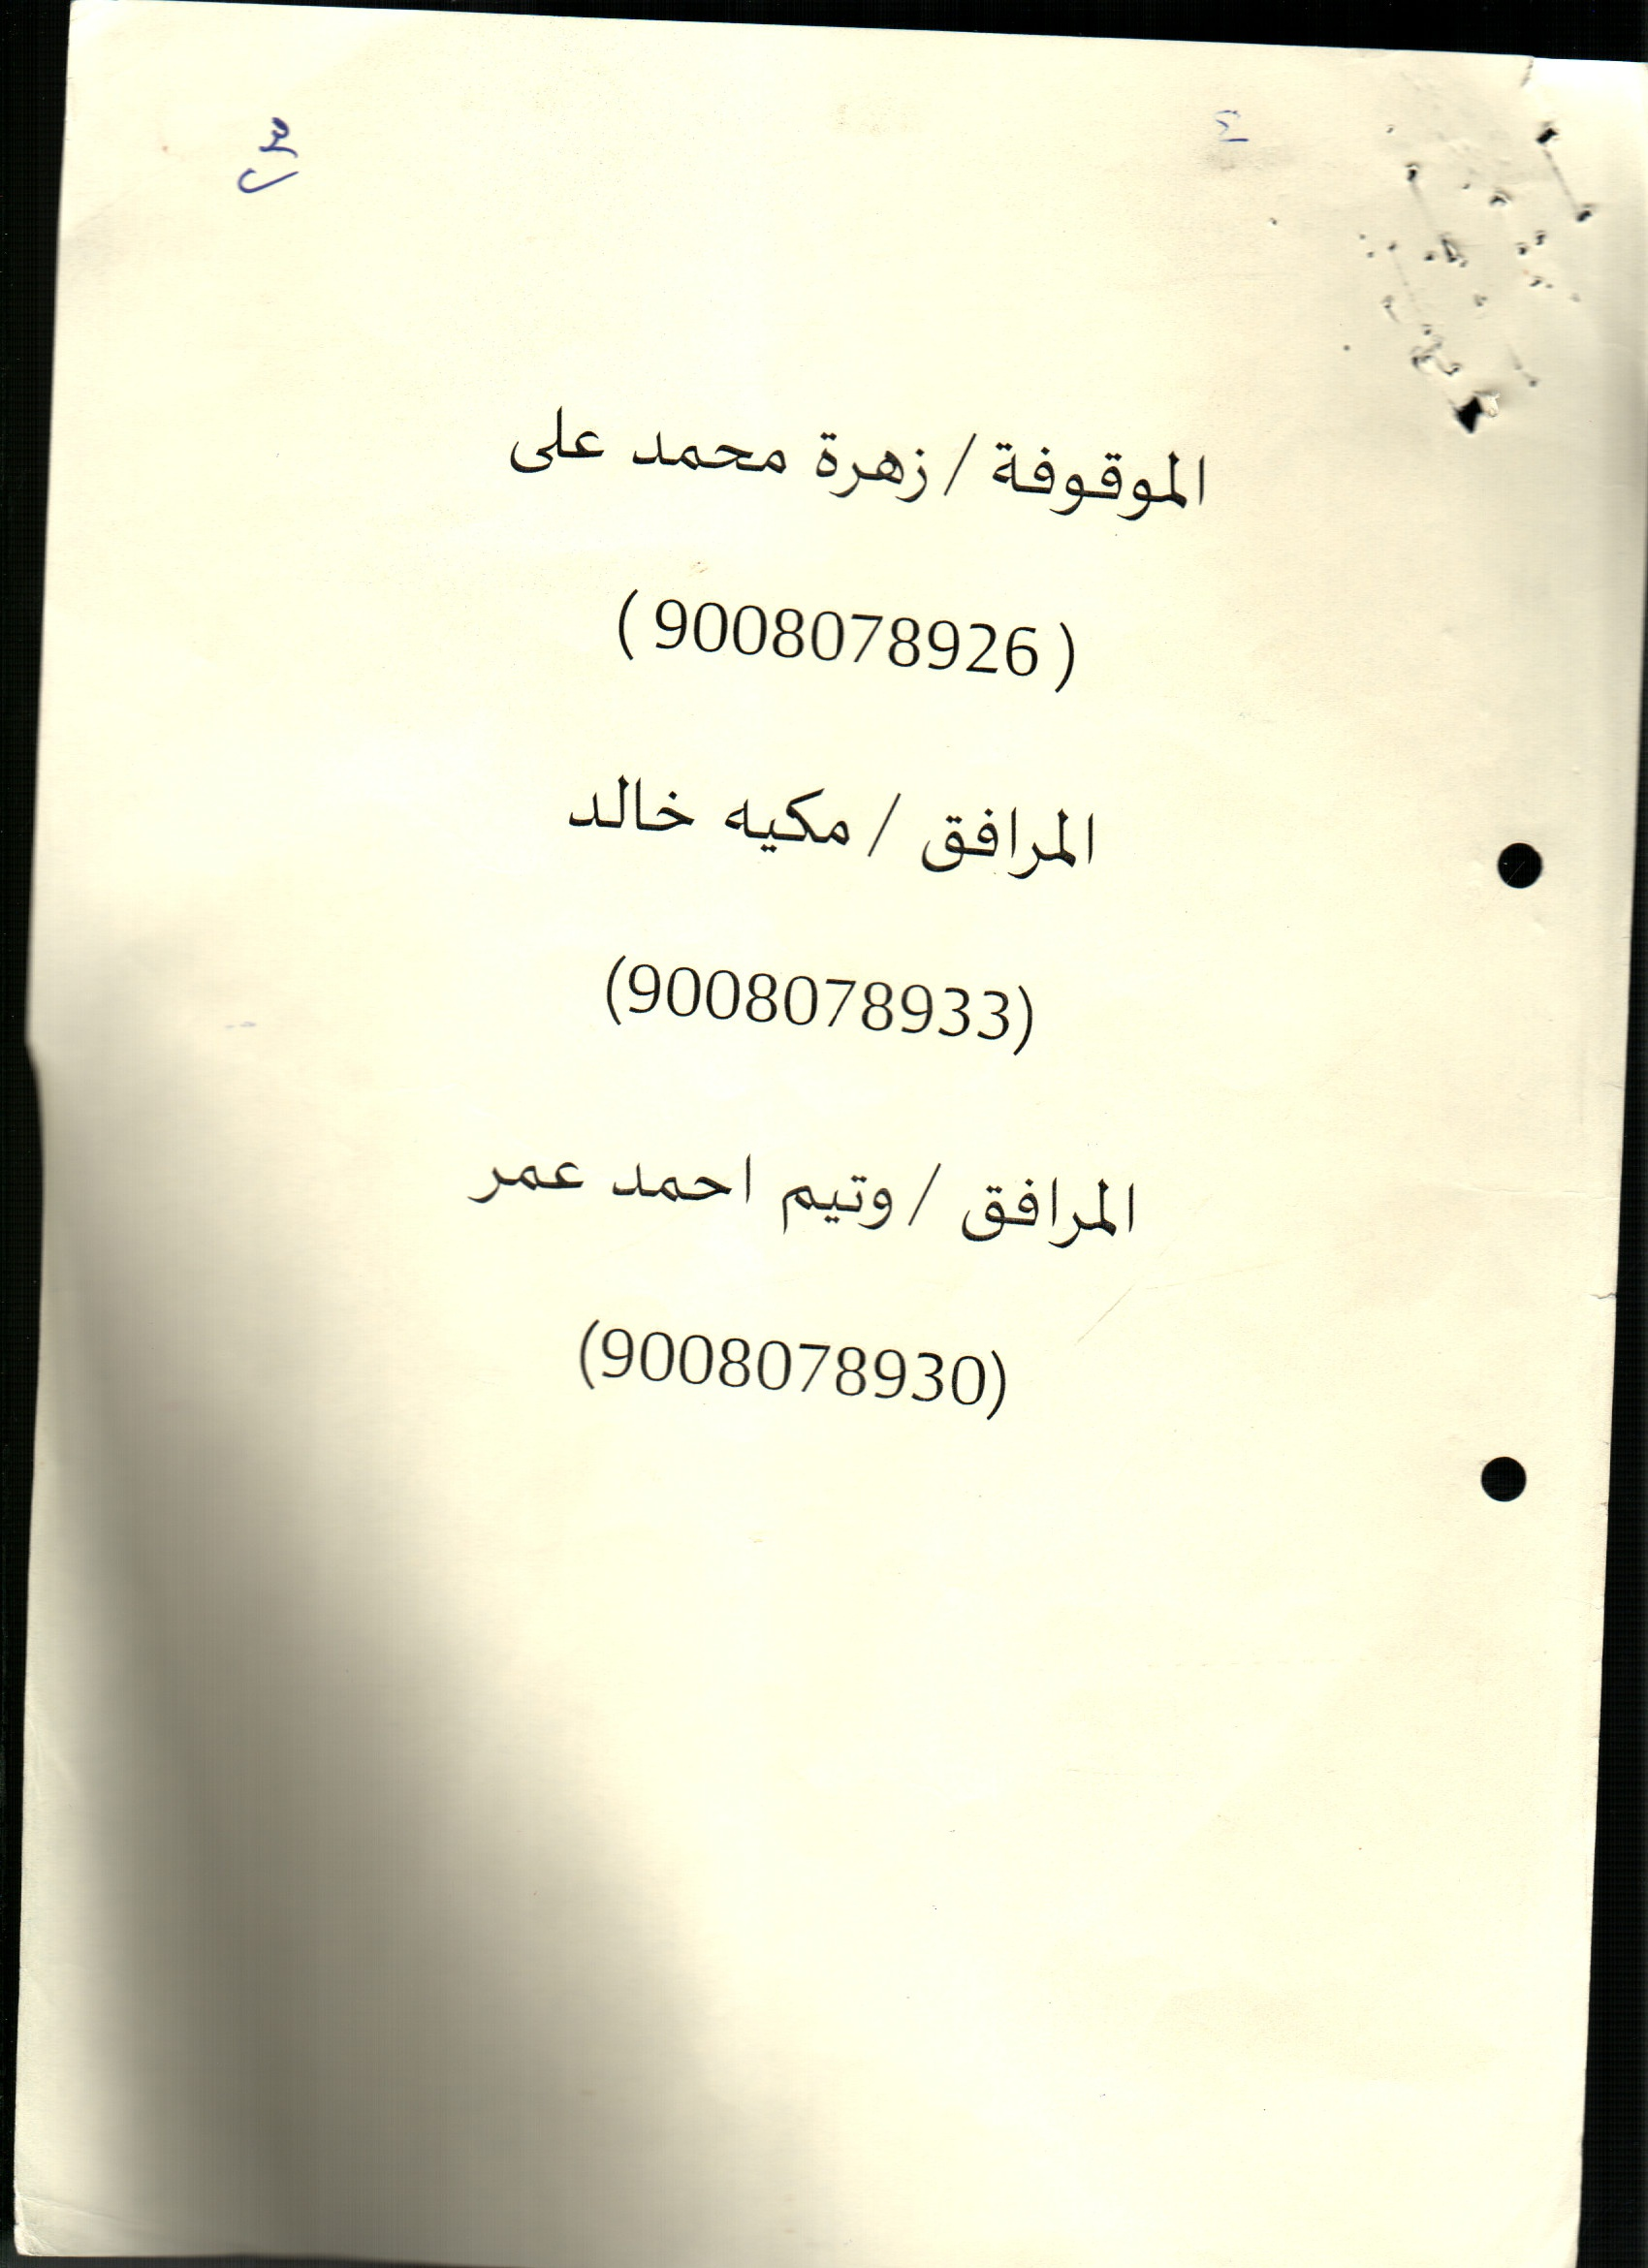 الموقوفة / زهرة محمد على
( 9008078926 )
المرافق / مكيه خالد
(9008078933)
المرافق / وتيم احمد عمر
(9008078930)